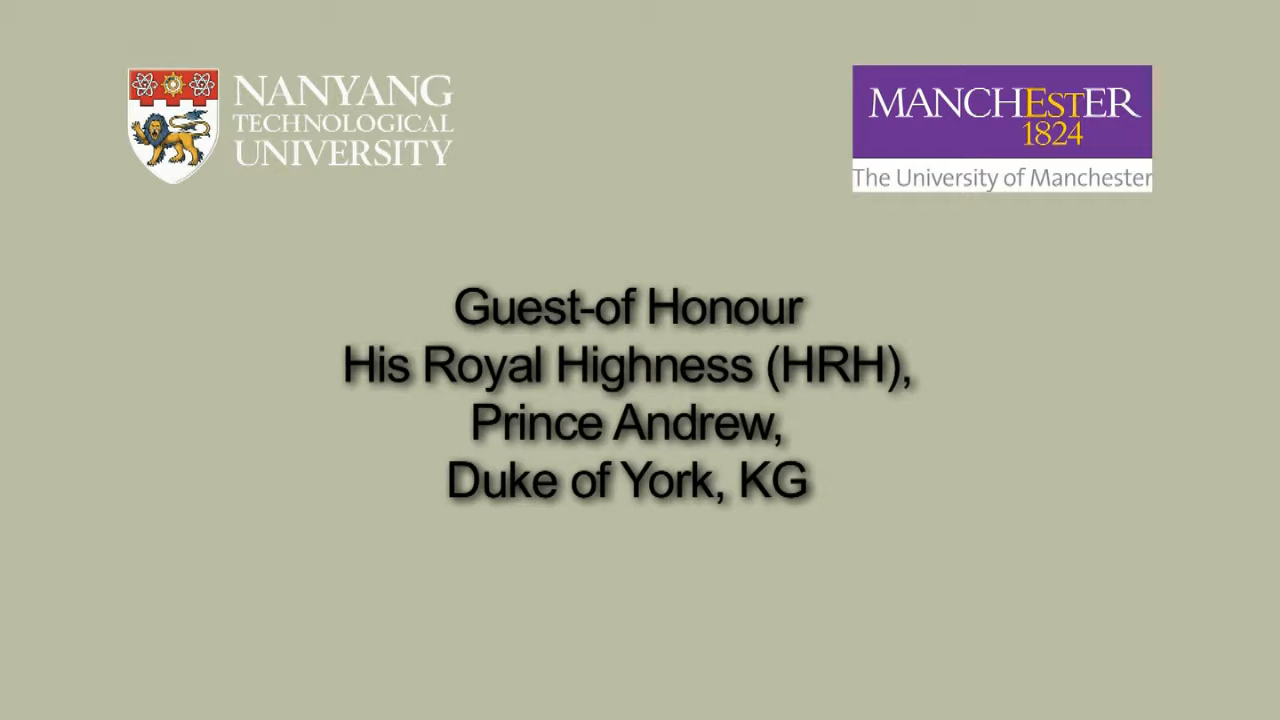 NANYANG
TECHNOLOGICAL
UNIVERSITY
MANCHEstER
1824
The University of Manchester
Guest-of Honour
His Royal Highness (HRH),
Prince Andrew,
Duke of York, KG